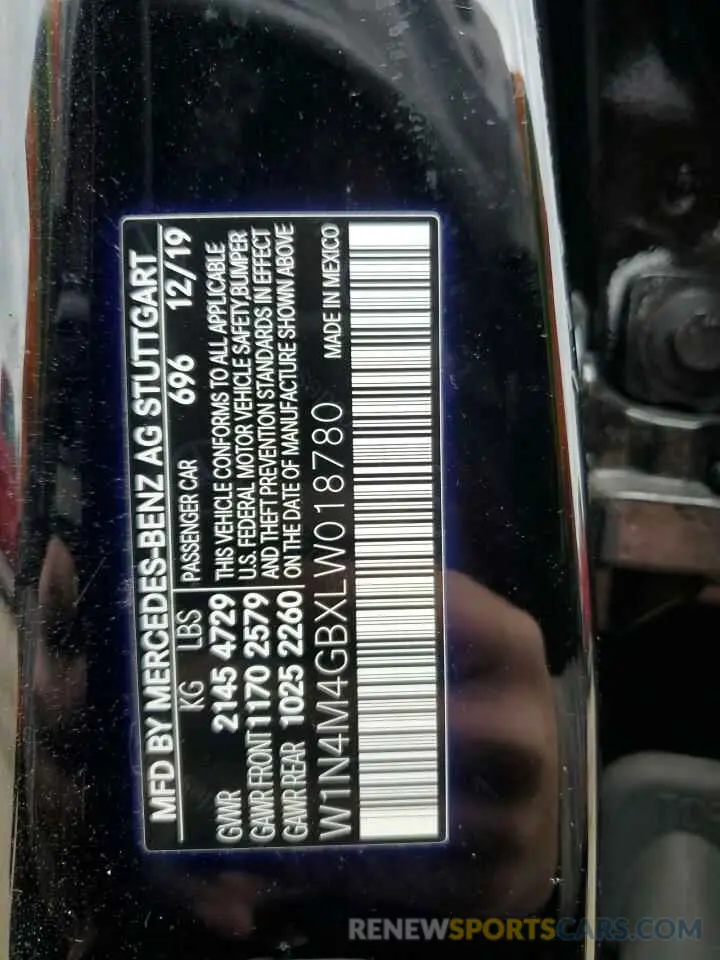 MFD BY MERCEDES-BENZ AG STUTTGART
KG LBS PASSENGER CAR 696 12/19
GWR 2145 4729 THIS VEHICLE CONFORMS TO ALL APPLICABLE
U.S. FEDERAL MOTOR VEHICLE SAFETY,BUMPER
GAWR FRONT 1170 2579 AND THEFT PREVENTION STANDARDS IN EFFECT
GAWR REAR 1025 2260 ON THE DATE OF MANUFACTURE SHOWN ABOVE
W1N4M4GBXLW018780 MADE IN MEXICO
RENEWSPORTSCARS.COM